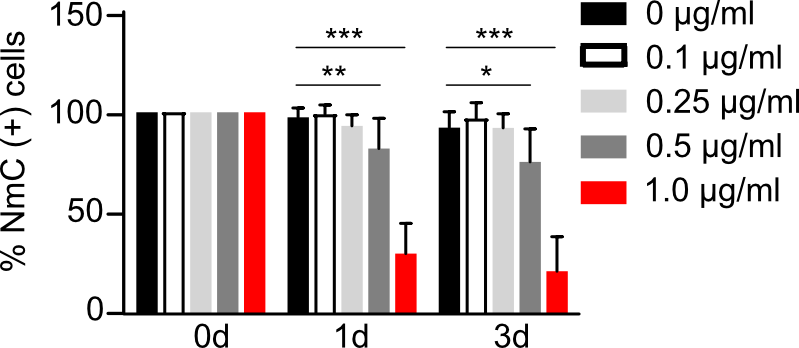 % NmC (+) cells
150
100
50
0
***
**
***
*
0d
1d
3d
0 µg/ml
0.1 µg/ml
0.25 µg/ml
0.5 µg/ml
1.0 µg/ml